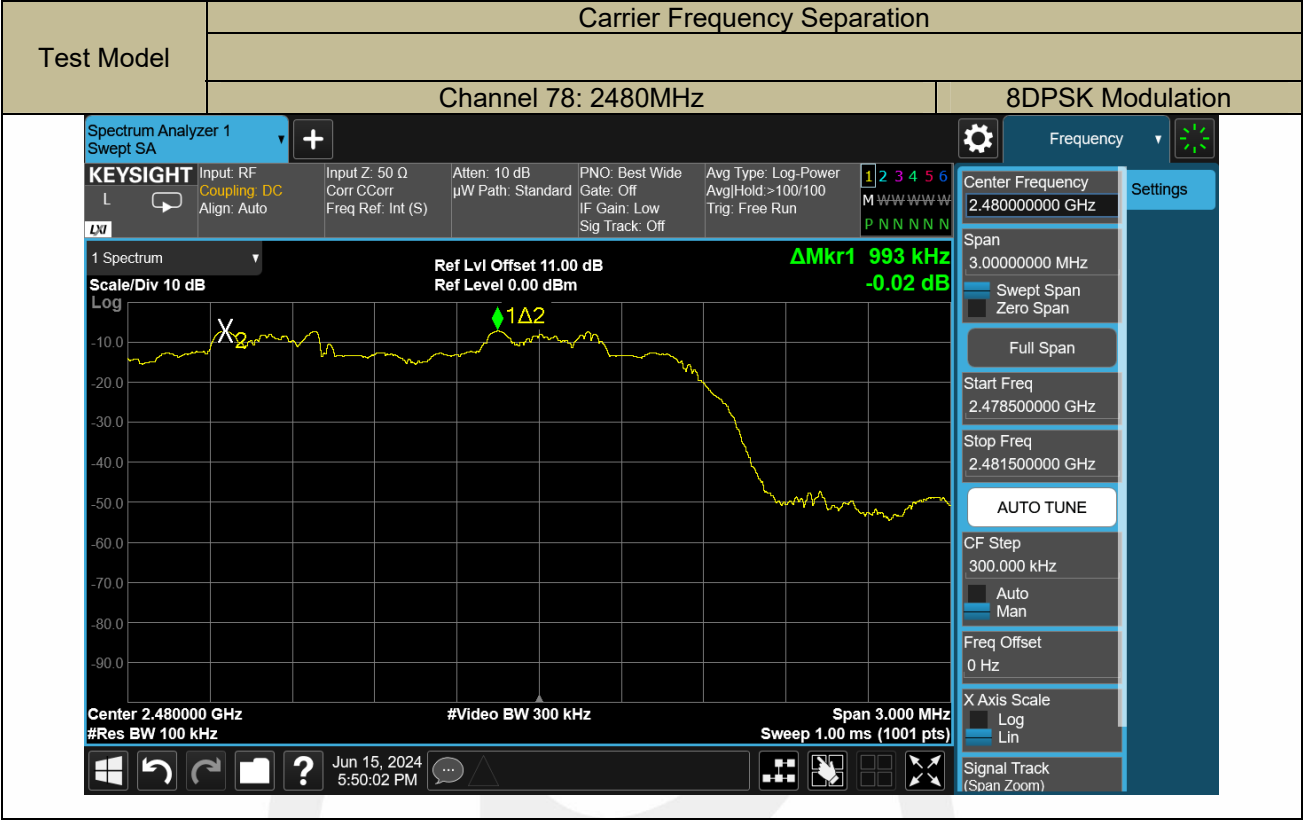 Carrier Frequency Separation
Test Model
Channel 78: 2480MHz 8DPSK Modulation
Spectrum Analyzer 1
Swept SA
+
Frequency
KEYSIGHT
L
LXI
Input: RF
Coupling: DC
Align: Auto
Input Z: 50 Ω
Corr CCorr
Freq Ref: Int (S)
Atten: 10 dB
µW Path: Standard
PNO: Best Wide
Gate: Off
IF Gain: Low
Sig Track: Off
Avg Type: Log-Power
Avg|Hold:>100/100
Trig: Free Run
1 2 3 4 5 6
M W W W W W
P N N N N N
Settings
Center Frequency
2.480000000 GHz
Span
3.00000000 MHz
Swept Span
Zero Span
Full Span
Start Freq
2.478500000 GHz
Stop Freq
2.481500000 GHz
AUTO TUNE
CF Step
300.000 kHz
Auto
Man
Freq Offset
0 Hz
X Axis Scale
Log
Lin
Signal Track
(Span Zoom)
1 Spectrum
Scale/Div 10 dB
Ref Lvl Offset 11.00 dB
Ref Level 0.00 dBm
ΔMkr1 993 kHz
-0.02 dB
Log
1Δ2
X2
-10.0
-20.0
-30.0
-40.0
-50.0
-60.0
-70.0
-80.0
-90.0
Center 2.480000 GHz
#Video BW 300 kHz
Span 3.000 MHz
#Res BW 100 kHz
Sweep 1.00 ms (1001 pts)
?
Jun 15, 2024
5:50:02 PM